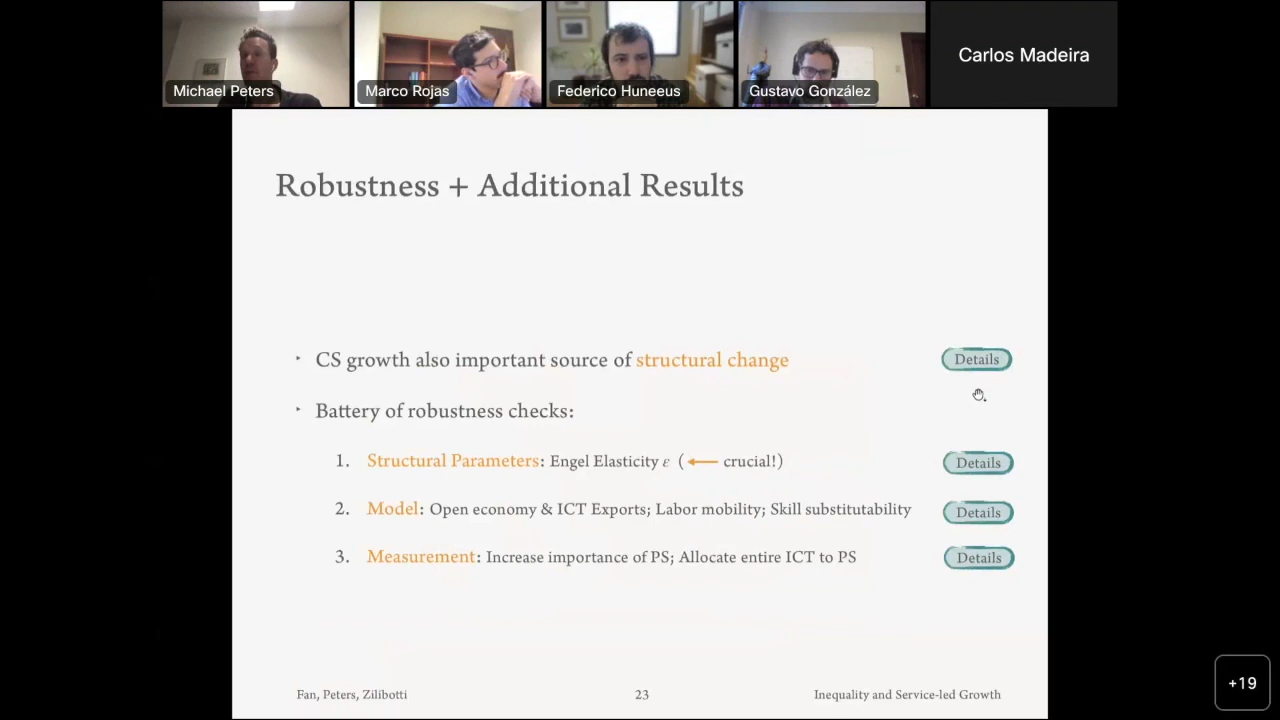 Michael Peters
Marco Rojas
Federico Huneeus
Gustavo González
Carlos Madeira
Robustness + Additional Results
‣ CS growth also important source of structural change Details
‣ Battery of robustness checks:
1. Structural Parameters: Engel Elasticity ε (← crucial!) Details
2. Model: Open economy & ICT Exports; Labor mobility; Skill substitutability Details
3. Measurement: Increase importance of PS; Allocate entire ICT to PS Details
Fan, Peters, Zilibotti 23 Inequality and Service-led Growth
+19